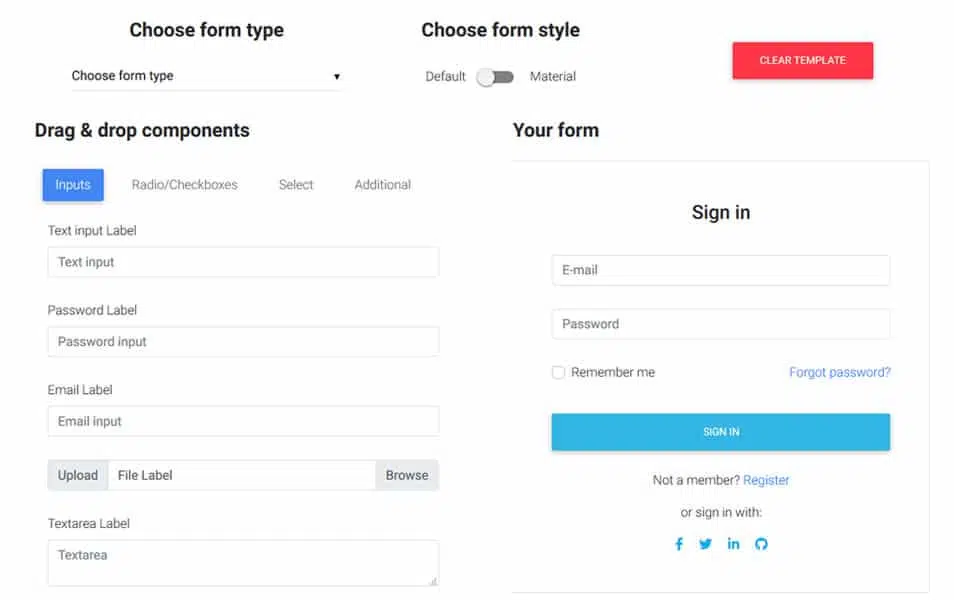 Choose form type
Choose form style
Choose form type
Default
Material
CLEAR TEMPLATE
Drag & drop components
Inputs
Radio/Checkboxes
Select
Additional
Text input Label
Text input
Password Label
Password input
Email Label
Email input
Upload
File Label
Browse
Textarea Label
Textarea
Your form
Sign in
E-mail
Password
Remember me
Forgot password?
SIGN IN
Not a member? Register
or sign in with: